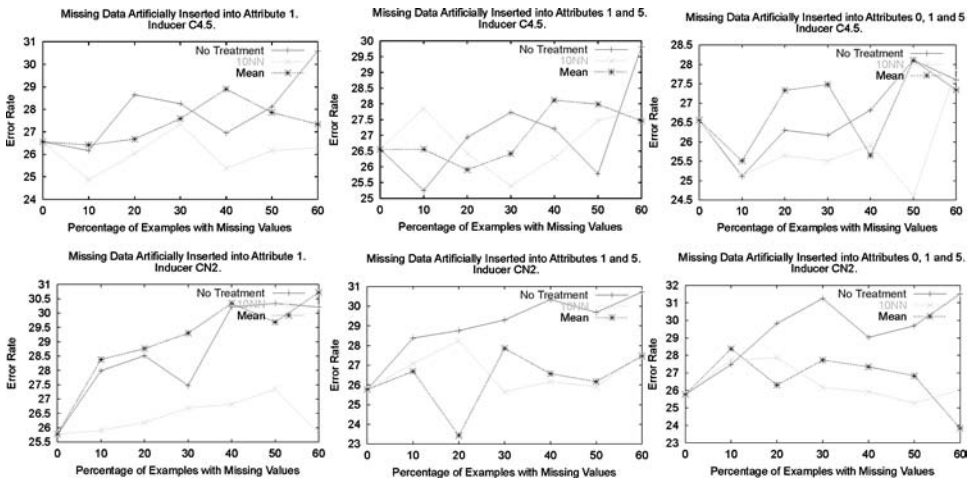 Missing Data Artificially Inserted into Attribute 1.
Inducer C4.5.
No Treatment
10NN
Mean
Error Rate
31
30
29
28
27
26
25
24
0 10 20 30 40 50 60
Percentage of Examples with Missing Values
Missing Data Artificially Inserted into Attributes 1 and 5.
Inducer C4.5.
No Treatment
10NN
Mean
Error Rate
30
29.5
29
28.5
28
27.5
27
26.5
26
25.5
25
0 10 20 30 40 50 60
Percentage of Examples with Missing Values
Missing Data Artificially Inserted into Attributes 0, 1 and 5
Inducer C4.5.
No Treatment
10NN
Mean
Error Rate
28.5
28
27.5
27
26.5
26
25.5
25
24.5
0 10 20 30 40 50 60
Percentage of Examples with Missing Values
Missing Data Artificially Inserted into Attribute 1.
Inducer CN2.
No Treatment
10NN
Mean
Error Rate
31
30.5
30
29.5
28.5
28
27.5
27
26.5
26
25.5
0 10 20 30 40 50 60
Percentage of Examples with Missing Values
Missing Data Artificially Inserted into Attributes 1 and 5.
Inducer CN2.
No Treatment
10NN
Mean
Error Rate
31
30
29
28
27
26
25
24
23
0 10 20 30 40 50 60
Percentage of Examples with Missing Values
Missing Data Artificially Inserted into Attributes 0, 1 and 5.
Inducer CN2.
No Treatment
10NN
Mean
Error Rate
32
31
30
29
28
27
26
25
24
23
0 10 20 30 40 50 60
Percentage of Examples with Missing Values